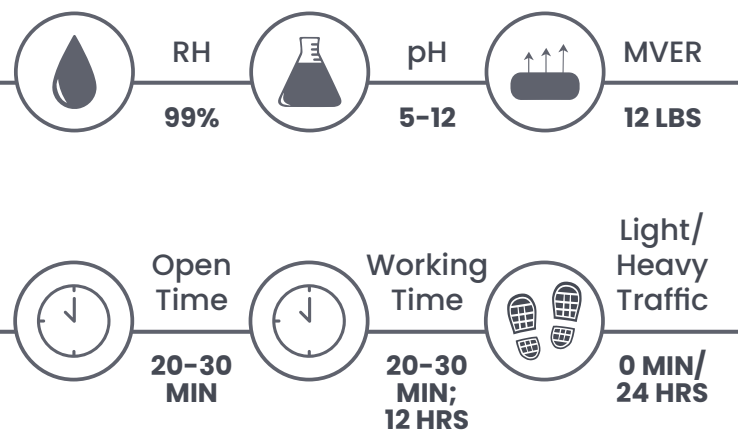 RH
99%
pH
5-12
MVER
12 LBS
Open
Time
20-30
MIN
Working
Time
20-30
MIN;
12 HRS
Light/
Heavy
Traffic
0 MIN/
24 HRS